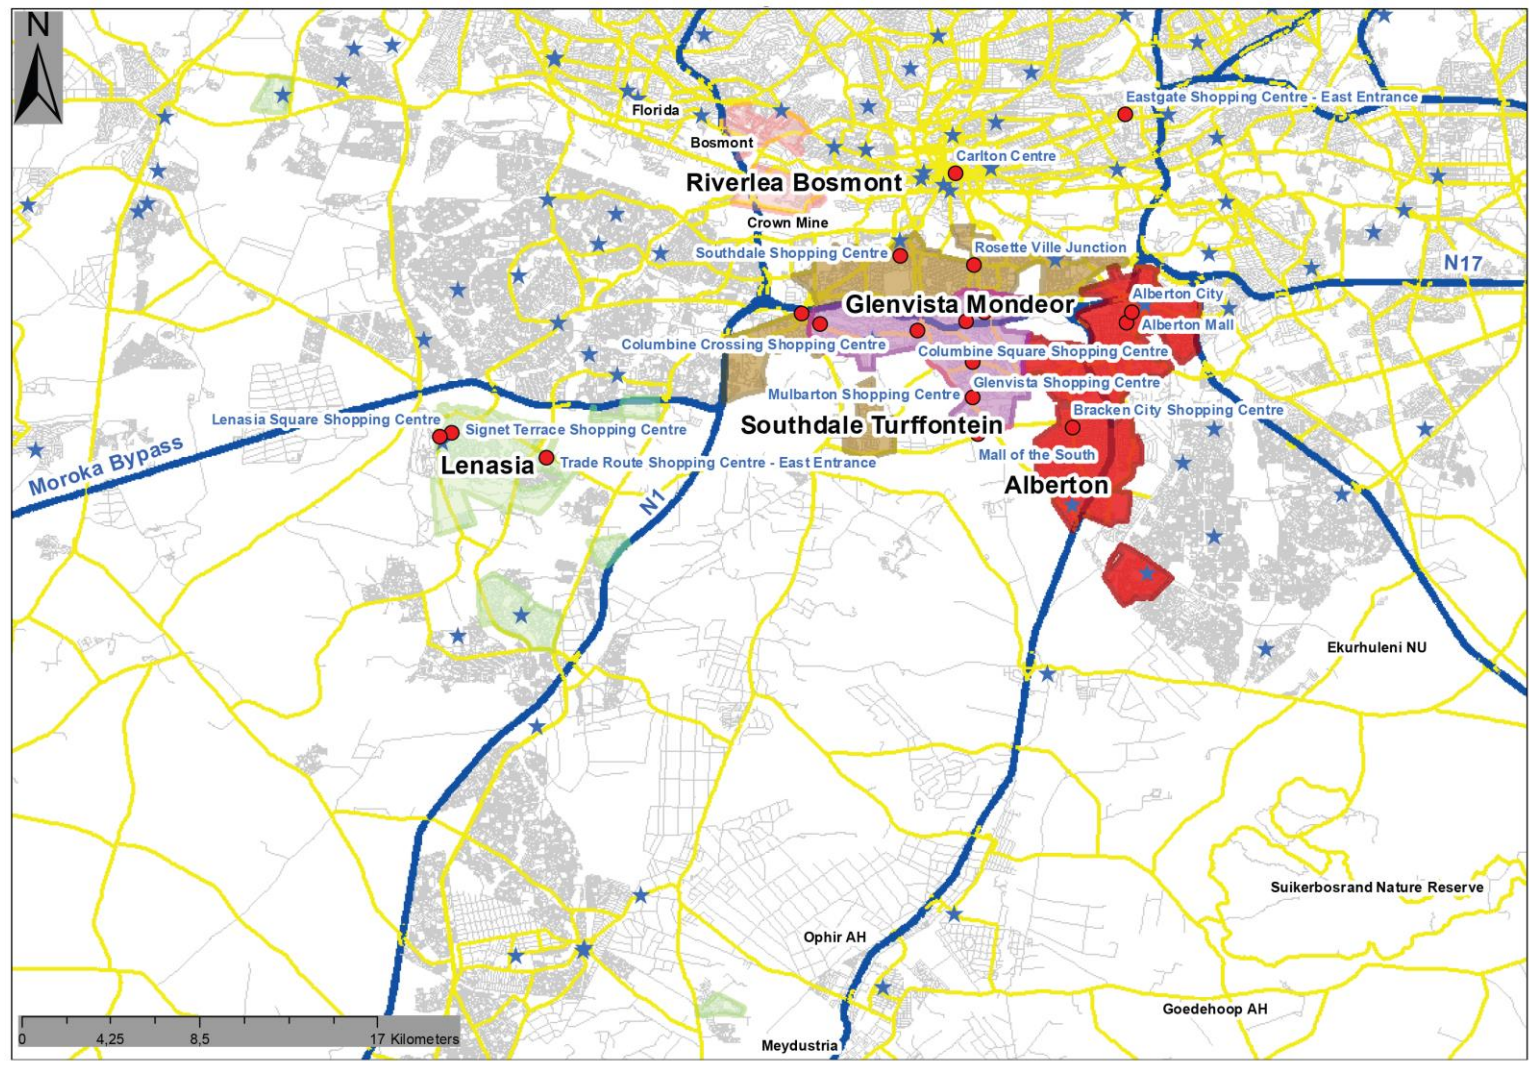 N
Eastgate Shopping Centre - East Entrance
Florida
Bosmont
Carlton Centre
Riverlea Bosmont
Crown Mine
Southdale Shopping Centre
Rosette Ville Junction
N17
Alberton City
Glenvista Mondeor
Alberton Mall
Columbine Crossing Shopping Centre
Columbine Square Shopping Centre
Glenvista Shopping Centre
Mulbarton Shopping Centre
Bracken City Shopping Centre
Lenasia Square Shopping Centre
Signet Terrace Shopping Centre
Southdale Turffontein
Mall of the South
Moroka Bypass
Lenasia
Trade Route Shopping Centre - East Entrance
Alberton
N1
Ekurhuleni NU
Suikerbosrand Nature Reserve
Ophir AH
Goedehoop AH
0 4,25 8,5 17 Kilometers
Meydustria